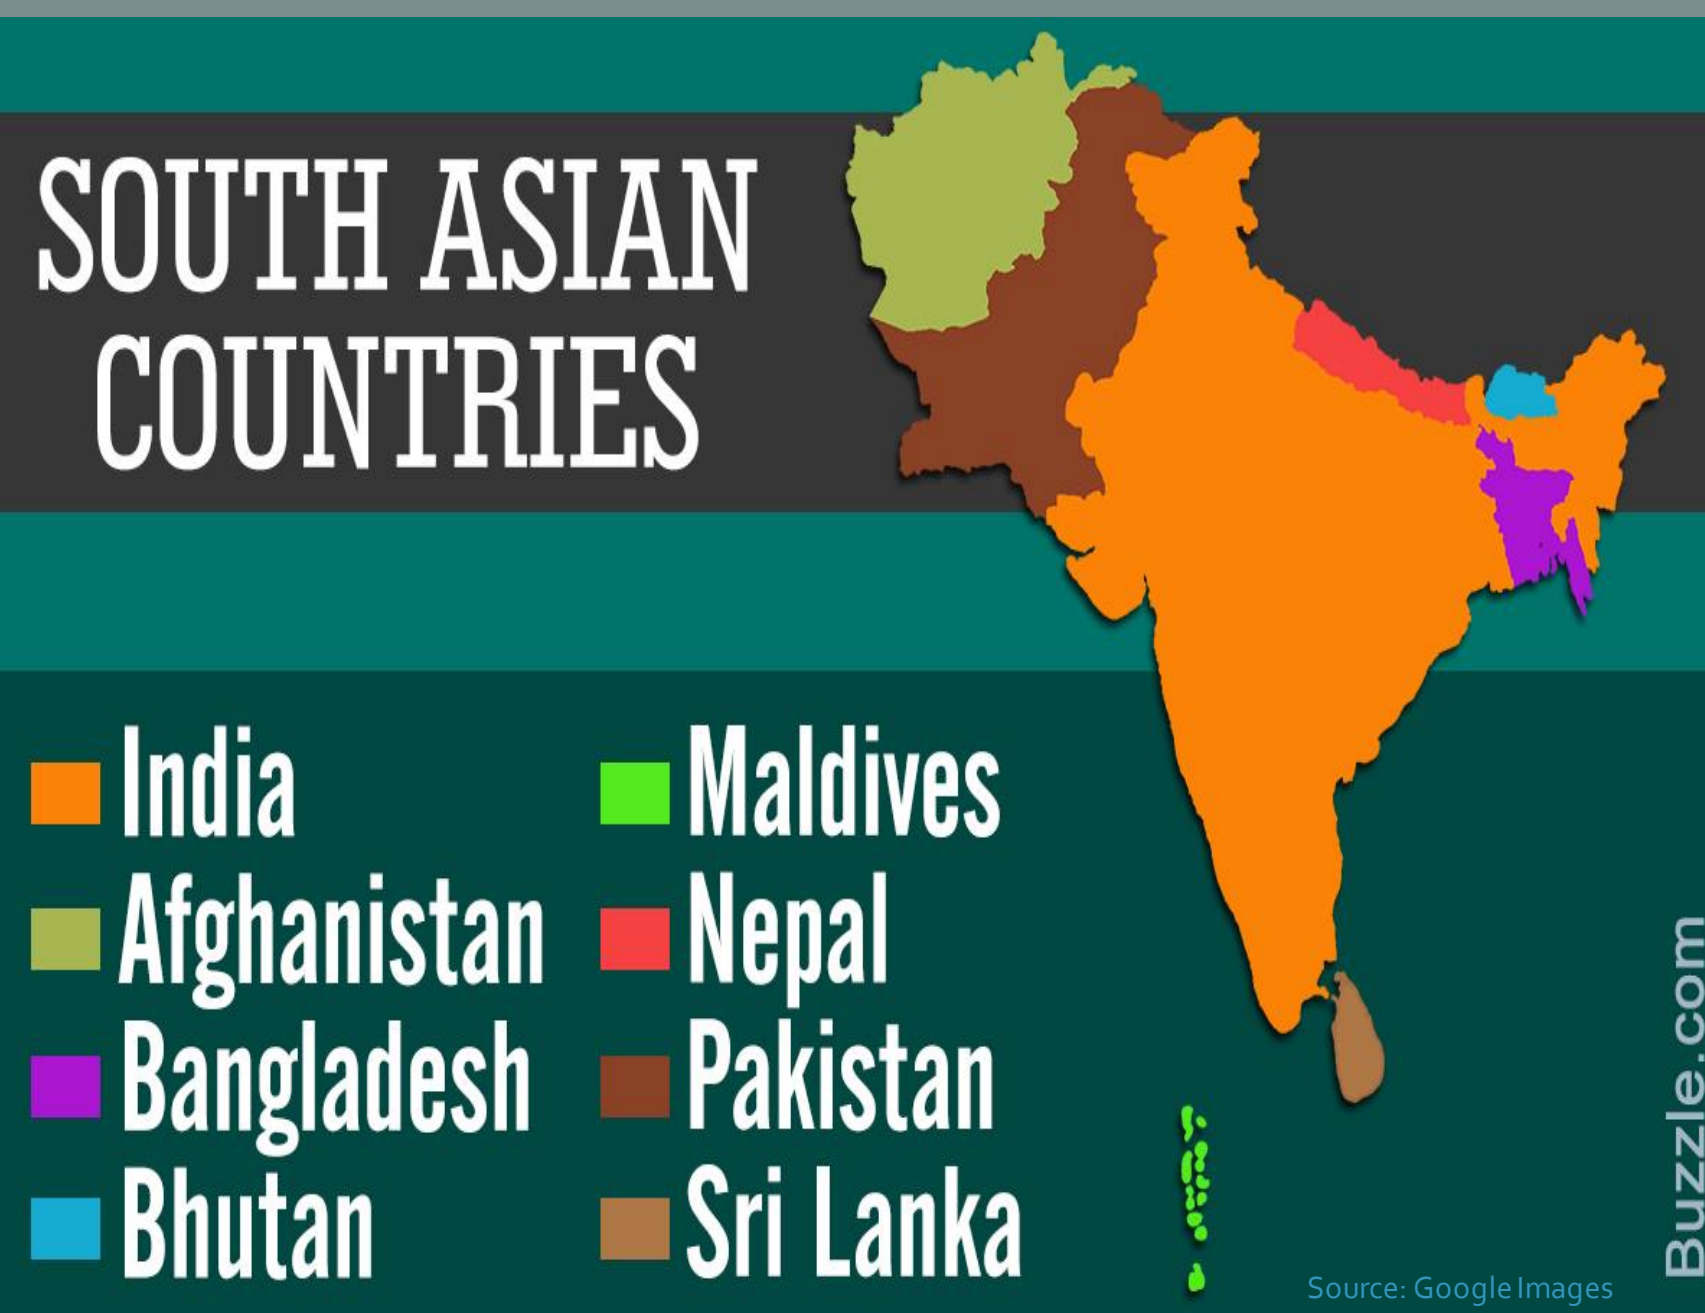 SOUTH ASIAN
COUNTRIES
India
Afghanistan
Bangladesh
Bhutan
Maldives
Nepal
Pakistan
Sri Lanka
Buzzle.com
Source: Google Images